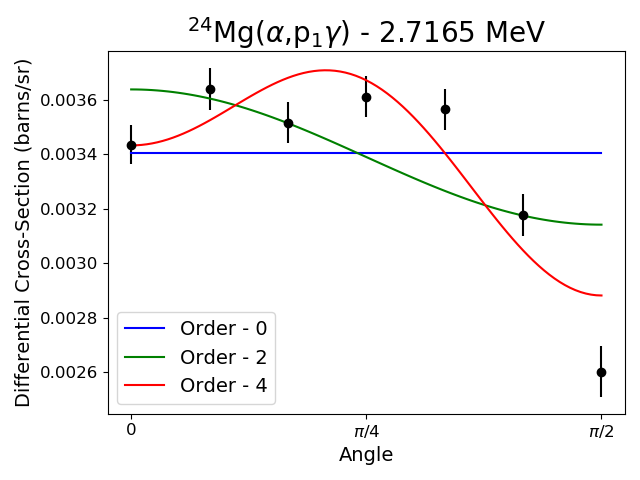 ²⁴Mg(α,p₁γ) - 2.7165 MeV
Differential Cross-Section (barns/sr)
0.0036
0.0034
0.0032
0.0030
0.0028
0.0026
Order - 0
Order - 2
Order - 4
0 π/4 π/2
Angle